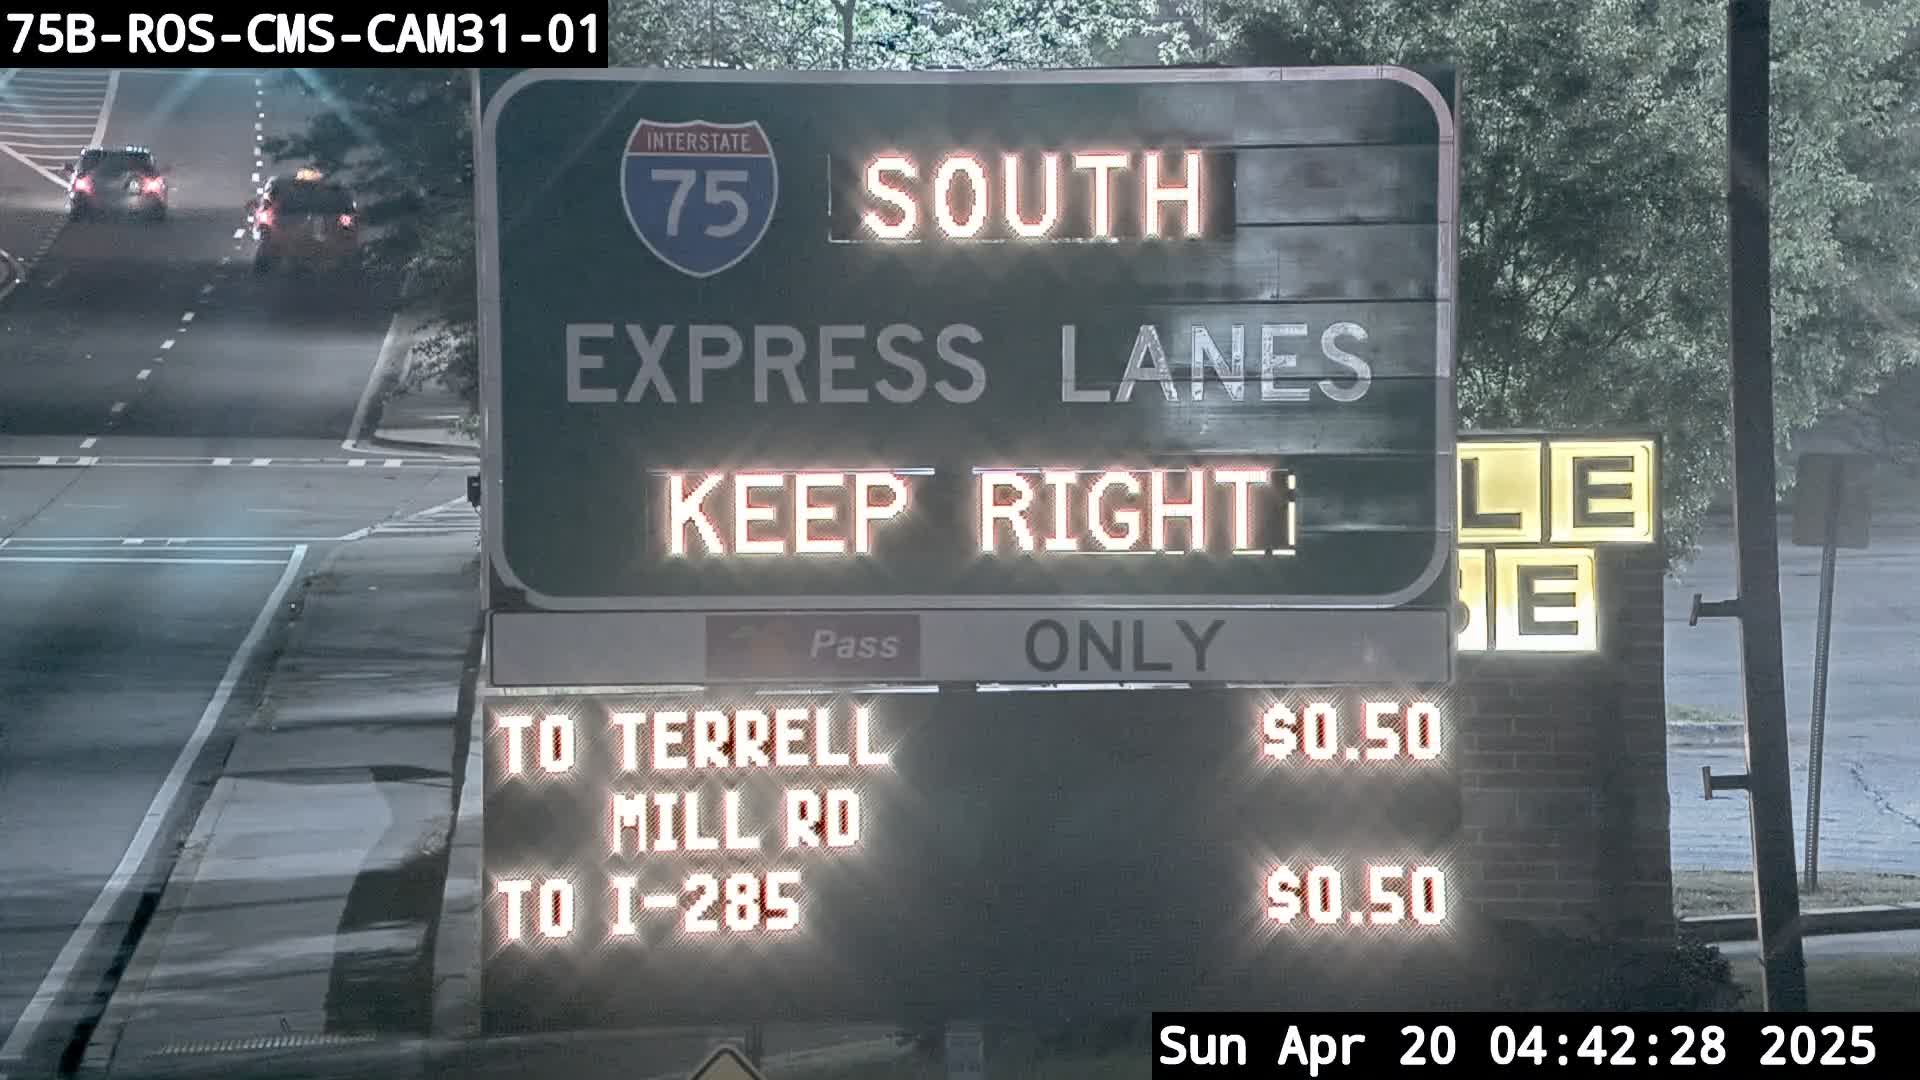 75B-ROS-CMS-CAM31-01
INTERSTATE
75
SOUTH
EXPRESS LANES
KEEP RIGHT
Pass ONLY
TO TERRELL $0.50
MILL RD
TO I-285 $0.50
LE
E
Sun Apr 20 04:42:28 2025